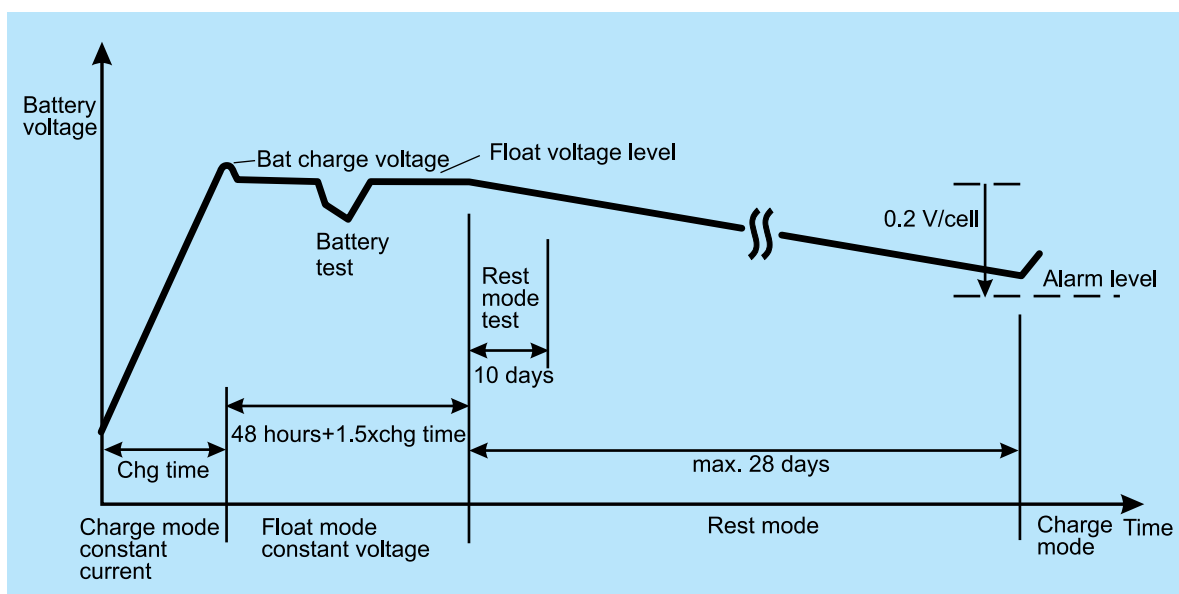 Battery
voltage
Bat charge voltage
Float voltage level
Battery
test
Rest
mode
test
10 days
0.2 V/cell
Alarm level
Chg time
48 hours+1.5xchg time
max. 28 days
Charge mode
constant
current
Float mode
constant voltage
Rest mode
Charge
mode
Time